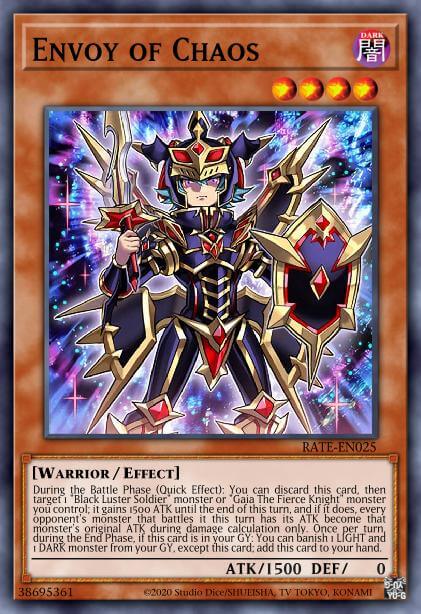 ENVOY OF CHAOS
DARK
闇
RATE-EN025
[WARRIOR/EFFECT]
During the Battle Phase (Quick Effect): You can discard this card, then
target 1 "Black Luster Soldier" monster or "Gaia The Fierce Knight" monster
you control; it gains 1500 ATK until the end of this turn, and if it does, every
opponent's monster that battles it this turn has its ATK become that
monster's original ATK during damage calculation only. Once per turn,
during the End Phase, if this card is in your GY: You can banish 1 LIGHT and
1 DARK monster from your GY, except this card; add this card to your hand.
ATK/1500 DEF/ 0
38695361
©2020 Studio Dice/SHUEISHA, TV TOKYO, KONAMI